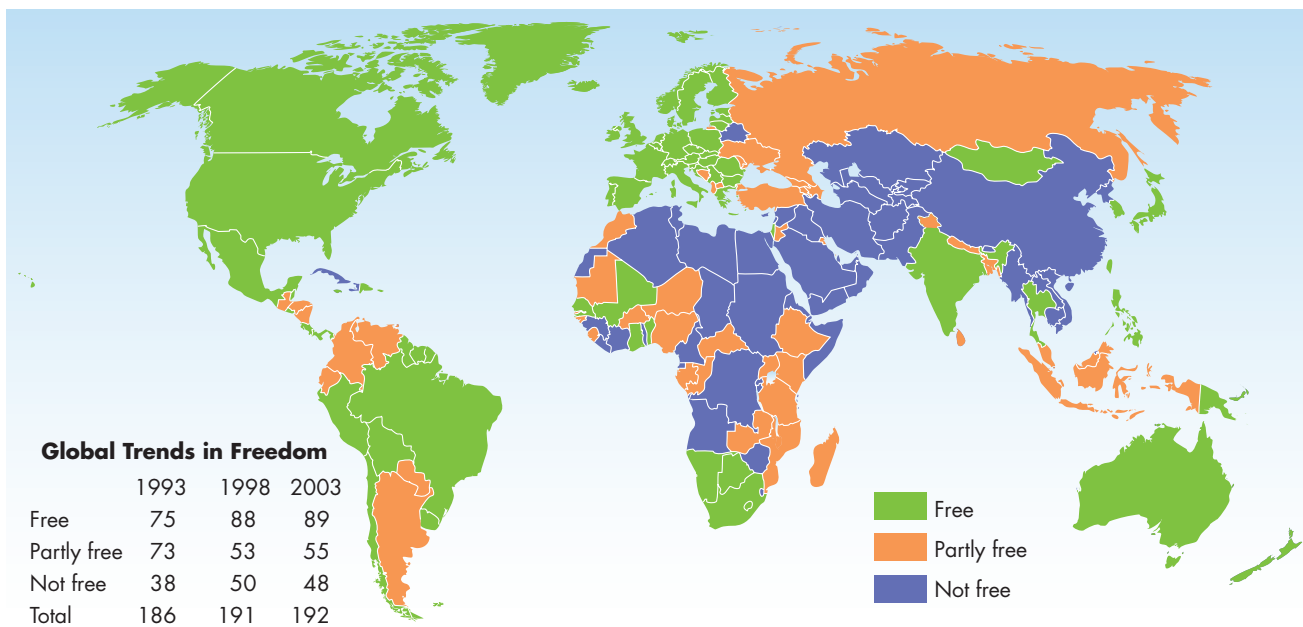 Global Trends in Freedom
1993 1998 2003
Free 75 88 89
Partly free 73 53 55
Not free 38 50 48
Total 186 191 192
Free
Partly free
Not free